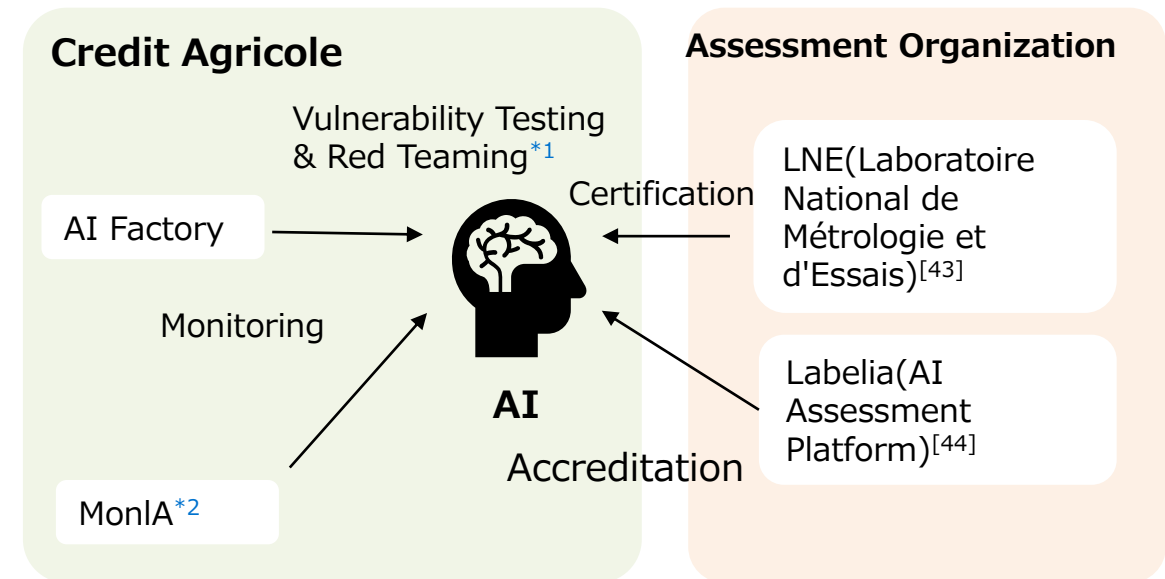 Credit Agricole
Assessment Organization
Vulnerability Testing
& Red Teaming*1
Certification
AI Factory
LNE(Laboratoire
National de
Métrologie et
d'Essais)[43]
Monitoring
AI
Labelia(AI
Assessment
Platform)[44]
Accreditation
MonlA*2